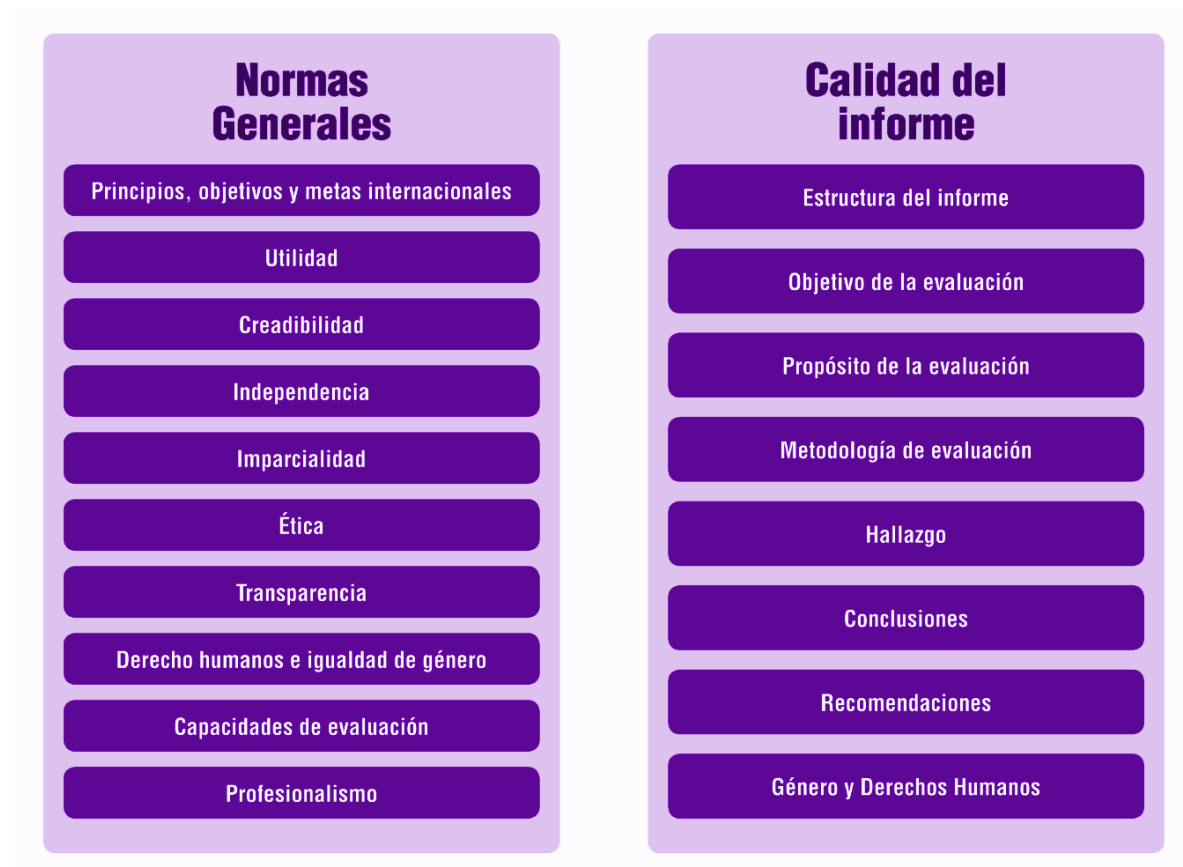 Normas
Generales
Principios, objetivos y metas internacionales
Utilidad
Creadibilidad
Independencia
Imparcialidad
Ética
Transparencia
Derecho humanos e igualdad de género
Capacidades de evaluación
Profesionalismo
Calidad del
informe
Estructura del informe
Objetivo de la evaluación
Propósito de la evaluación
Metodología de evaluación
Hallazgo
Conclusiones
Recomendaciones
Género y Derechos Humanos